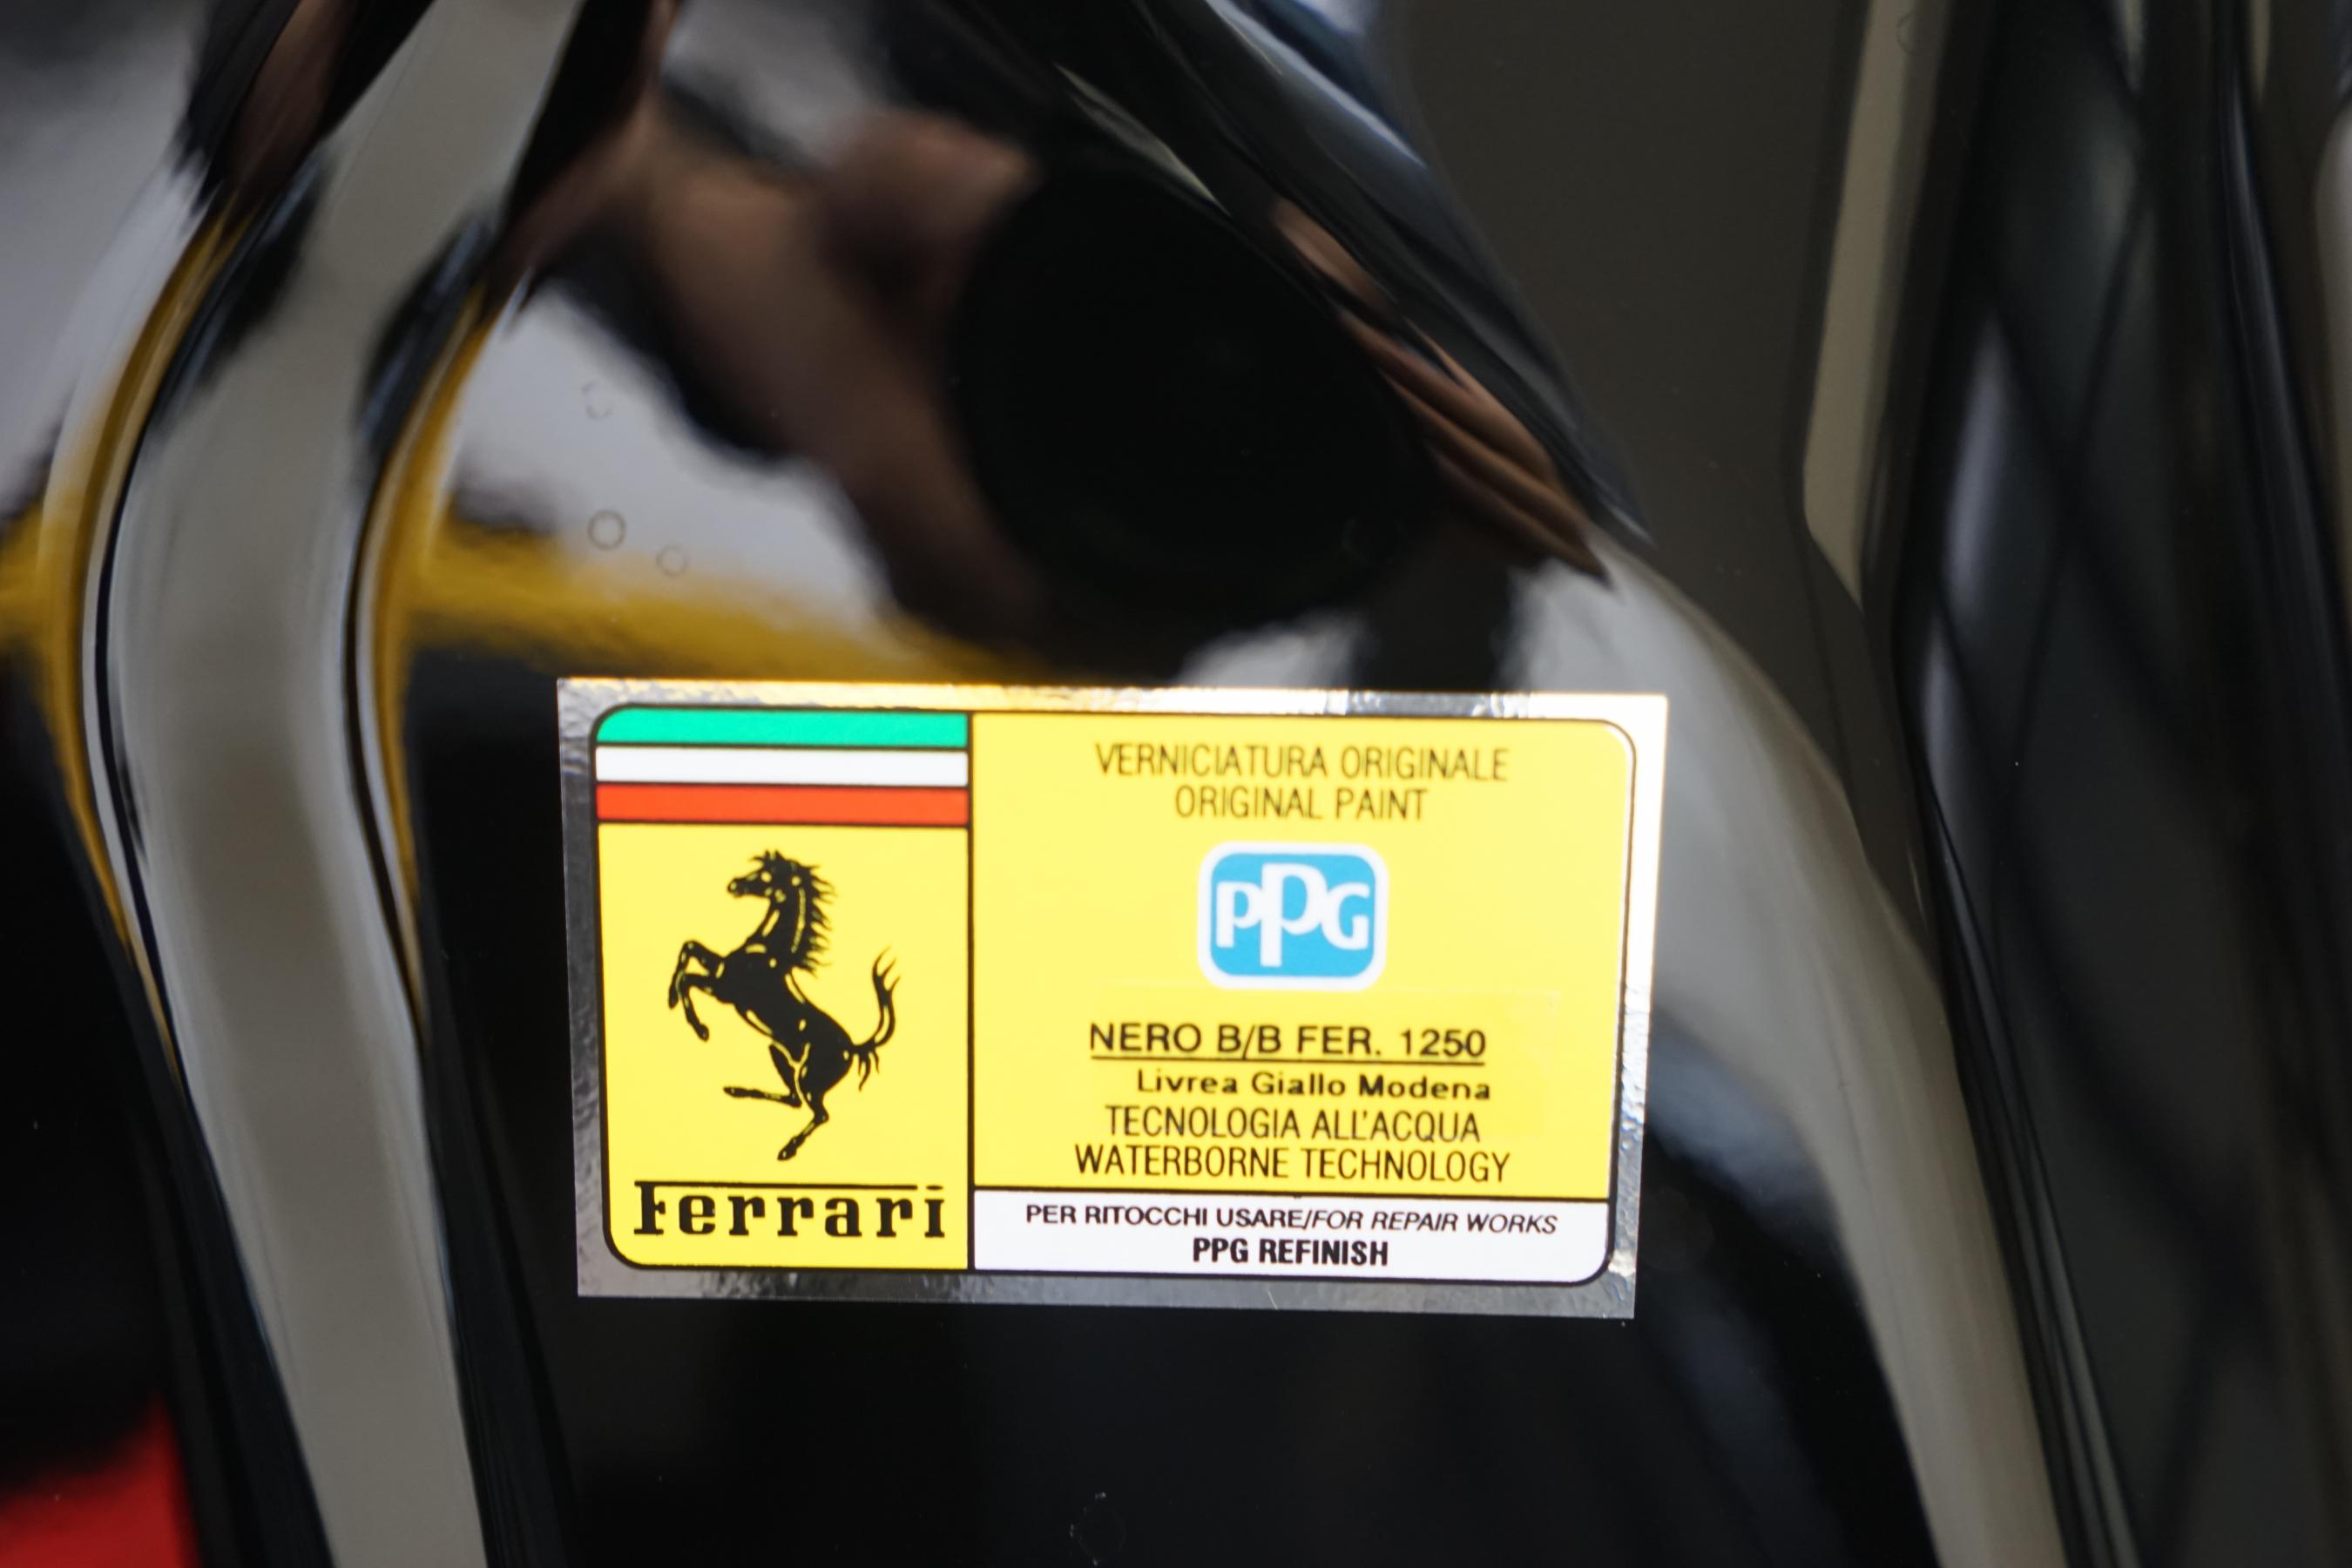 VERNICIATURA ORIGINALE
ORIGINAL PAINT
PPG
NERO B/B FER. 1250
Livrea Giallo Modena
TECNOLOGIA ALL'ACQUA
WATERBORNE TECHNOLOGY
Ferrari
PER RITOCCHI USARE/FOR REPAIR WORKS
PPG REFINISH